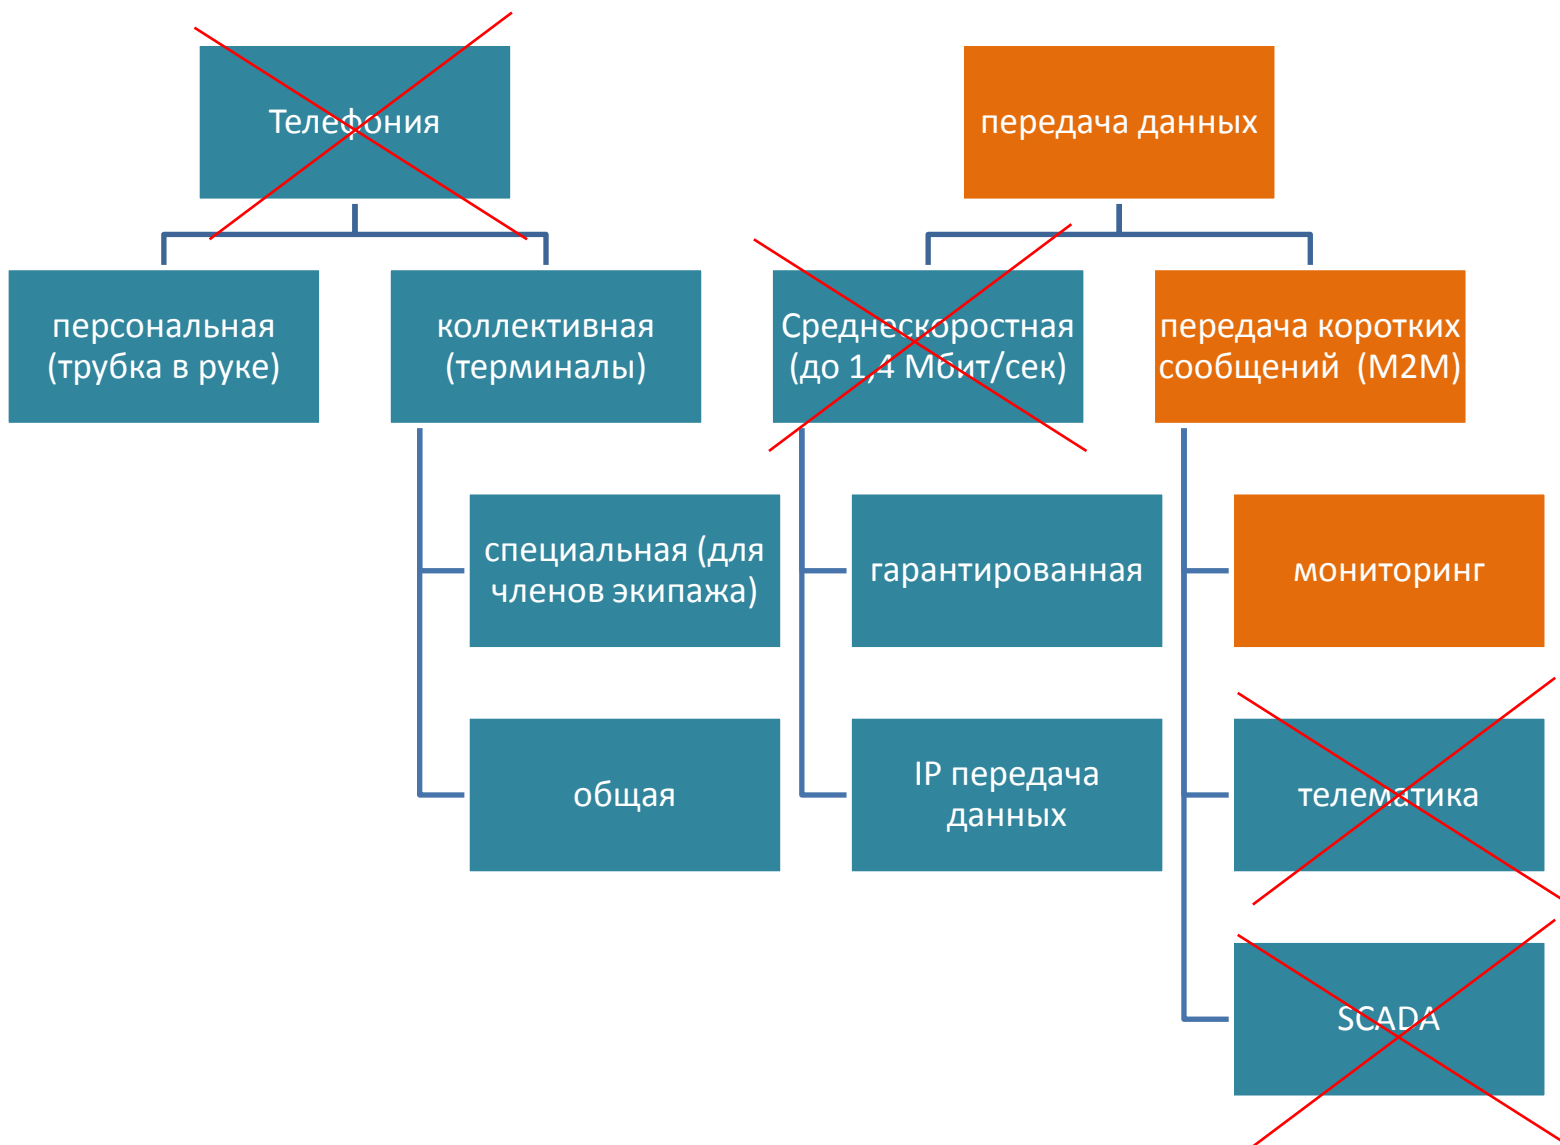 Телефония
передача данных
персональная
(трубка в руке)
коллективная
(терминалы)
Среднескоростная
(до 1,4 Мбит/сек)
передача коротких
сообщений (М2М)
специальная (для
членов экипажа)
гарантированная
мониторинг
общая
IP передача
данных
телематика
SCADA